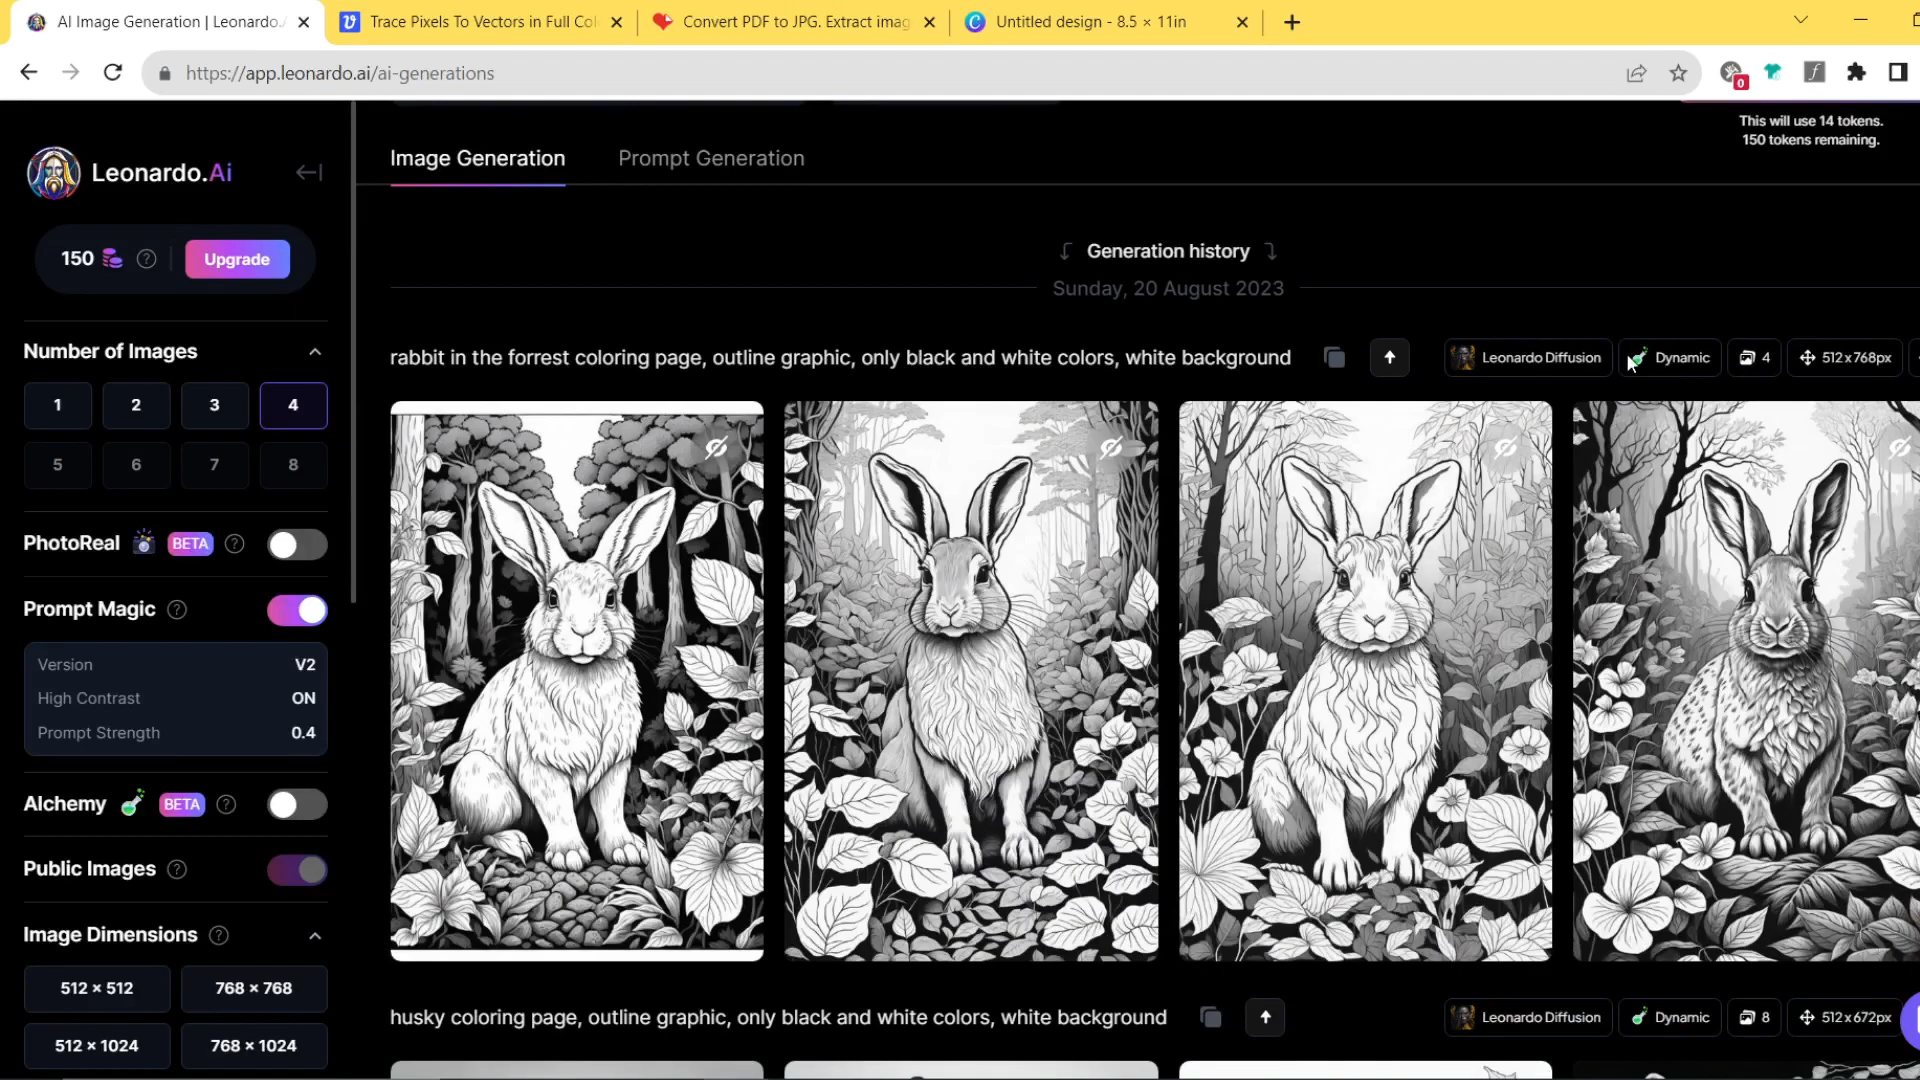 AI Image Generation | Leonardo.
Trace Pixels To Vectors in Full Col
Convert PDF to JPG. Extract imag
Untitled design - 8.5 × 11in
https://app.leonardo.ai/ai-generations
0
This will use 14 tokens.
150 tokens remaining.
Leonardo.Ai
Image Generation
Prompt Generation
150
Upgrade
Generation history
Sunday, 20 August 2023
Number of Images
1
2
3
4
5
6
7
8
rabbit in the forrest coloring page, outline graphic, only black and white colors, white background
Leonardo Diffusion
Dynamic
4
512x768px
PhotoReal
BETA
Prompt Magic
Version
V2
High Contrast
ON
Prompt Strength
0.4
Alchemy
BETA
Public Images
Image Dimensions
512 × 512
768 × 768
512 × 1024
768 × 1024
husky coloring page, outline graphic, only black and white colors, white background
Leonardo Diffusion
Dynamic
8
512x672px